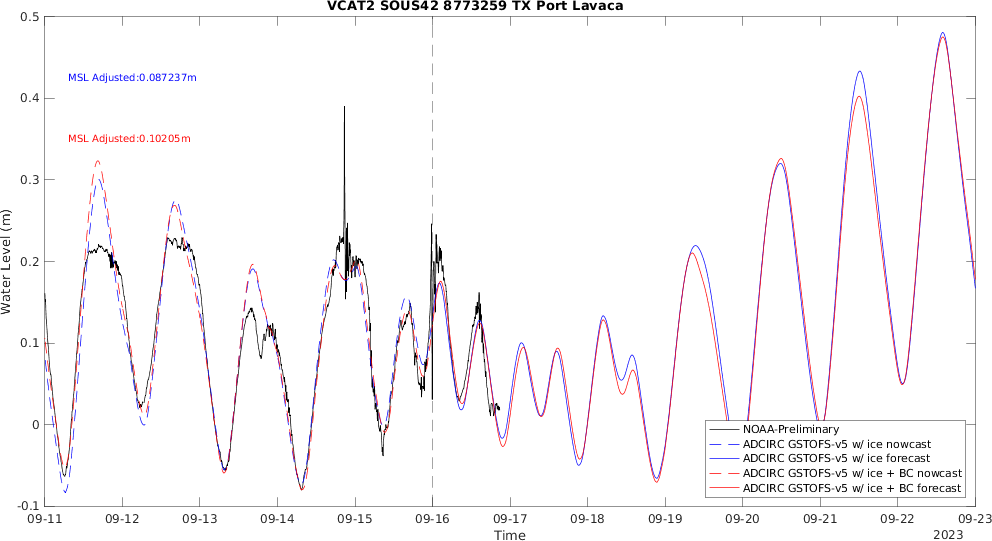 VCAT2 SOUS42 8773259 TX Port Lavaca
0.5
MSL Adjusted:0.087237m
0.4
MSL Adjusted:0.10205m
0.3
Water Level (m)
0.2
0.1
0
NOAA-Preliminary
ADCIRC GSTOFS-v5 w/ ice nowcast
ADCIRC GSTOFS-v5 w/ ice forecast
ADCIRC GSTOFS-v5 w/ ice + BC nowcast
ADCIRC GSTOFS-v5 w/ ice + BC forecast
-0.1
09-11 09-12 09-13 09-14 09-15 09-16 09-17 09-18 09-19 09-20 09-21 09-22 09-23
Time
2023